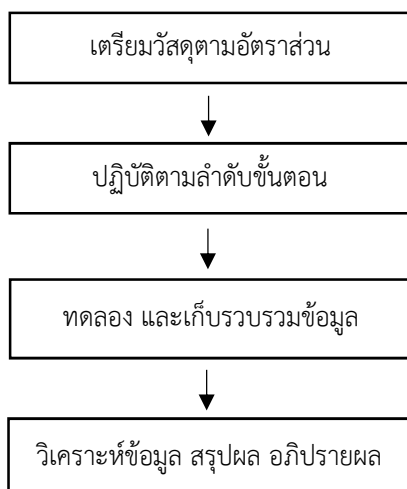 เตรียมวัสดุตามอัตราส่วน
ปฏิบัติตามลำดับขั้นตอน
ทดลอง และเก็บรวบรวมข้อมูล
วิเคราะห์ข้อมูล สรุปผล อภิปรายผล